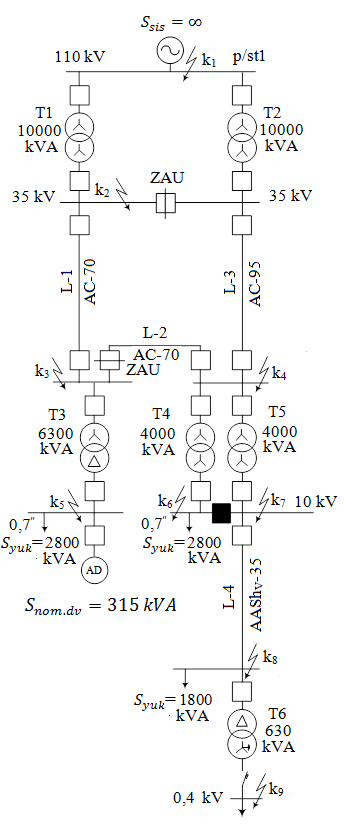 S_sis = ∞
110 kV
k₁
p/st1
T1
10000
kVA
T2
10000
kVA
k₂
ZAU
35 kV
35 kV
L-1
AC-70
L-3
AC-95
L-2
AC-70
ZAU
k₃
k₄
T3
6300
kVA
T4
4000
kVA
T5
4000
kVA
k₅
k₆
k₇
10 kV
0,7"
S_yuk= 2800
kVA
0,7"
S_yuk= 2800
kVA
AD
S_nom.dv = 315 kVA
L-4
AAShv-35
k₈
S_yuk= 1800
kVA
T6
630
kVA
0,4 kV
k₉